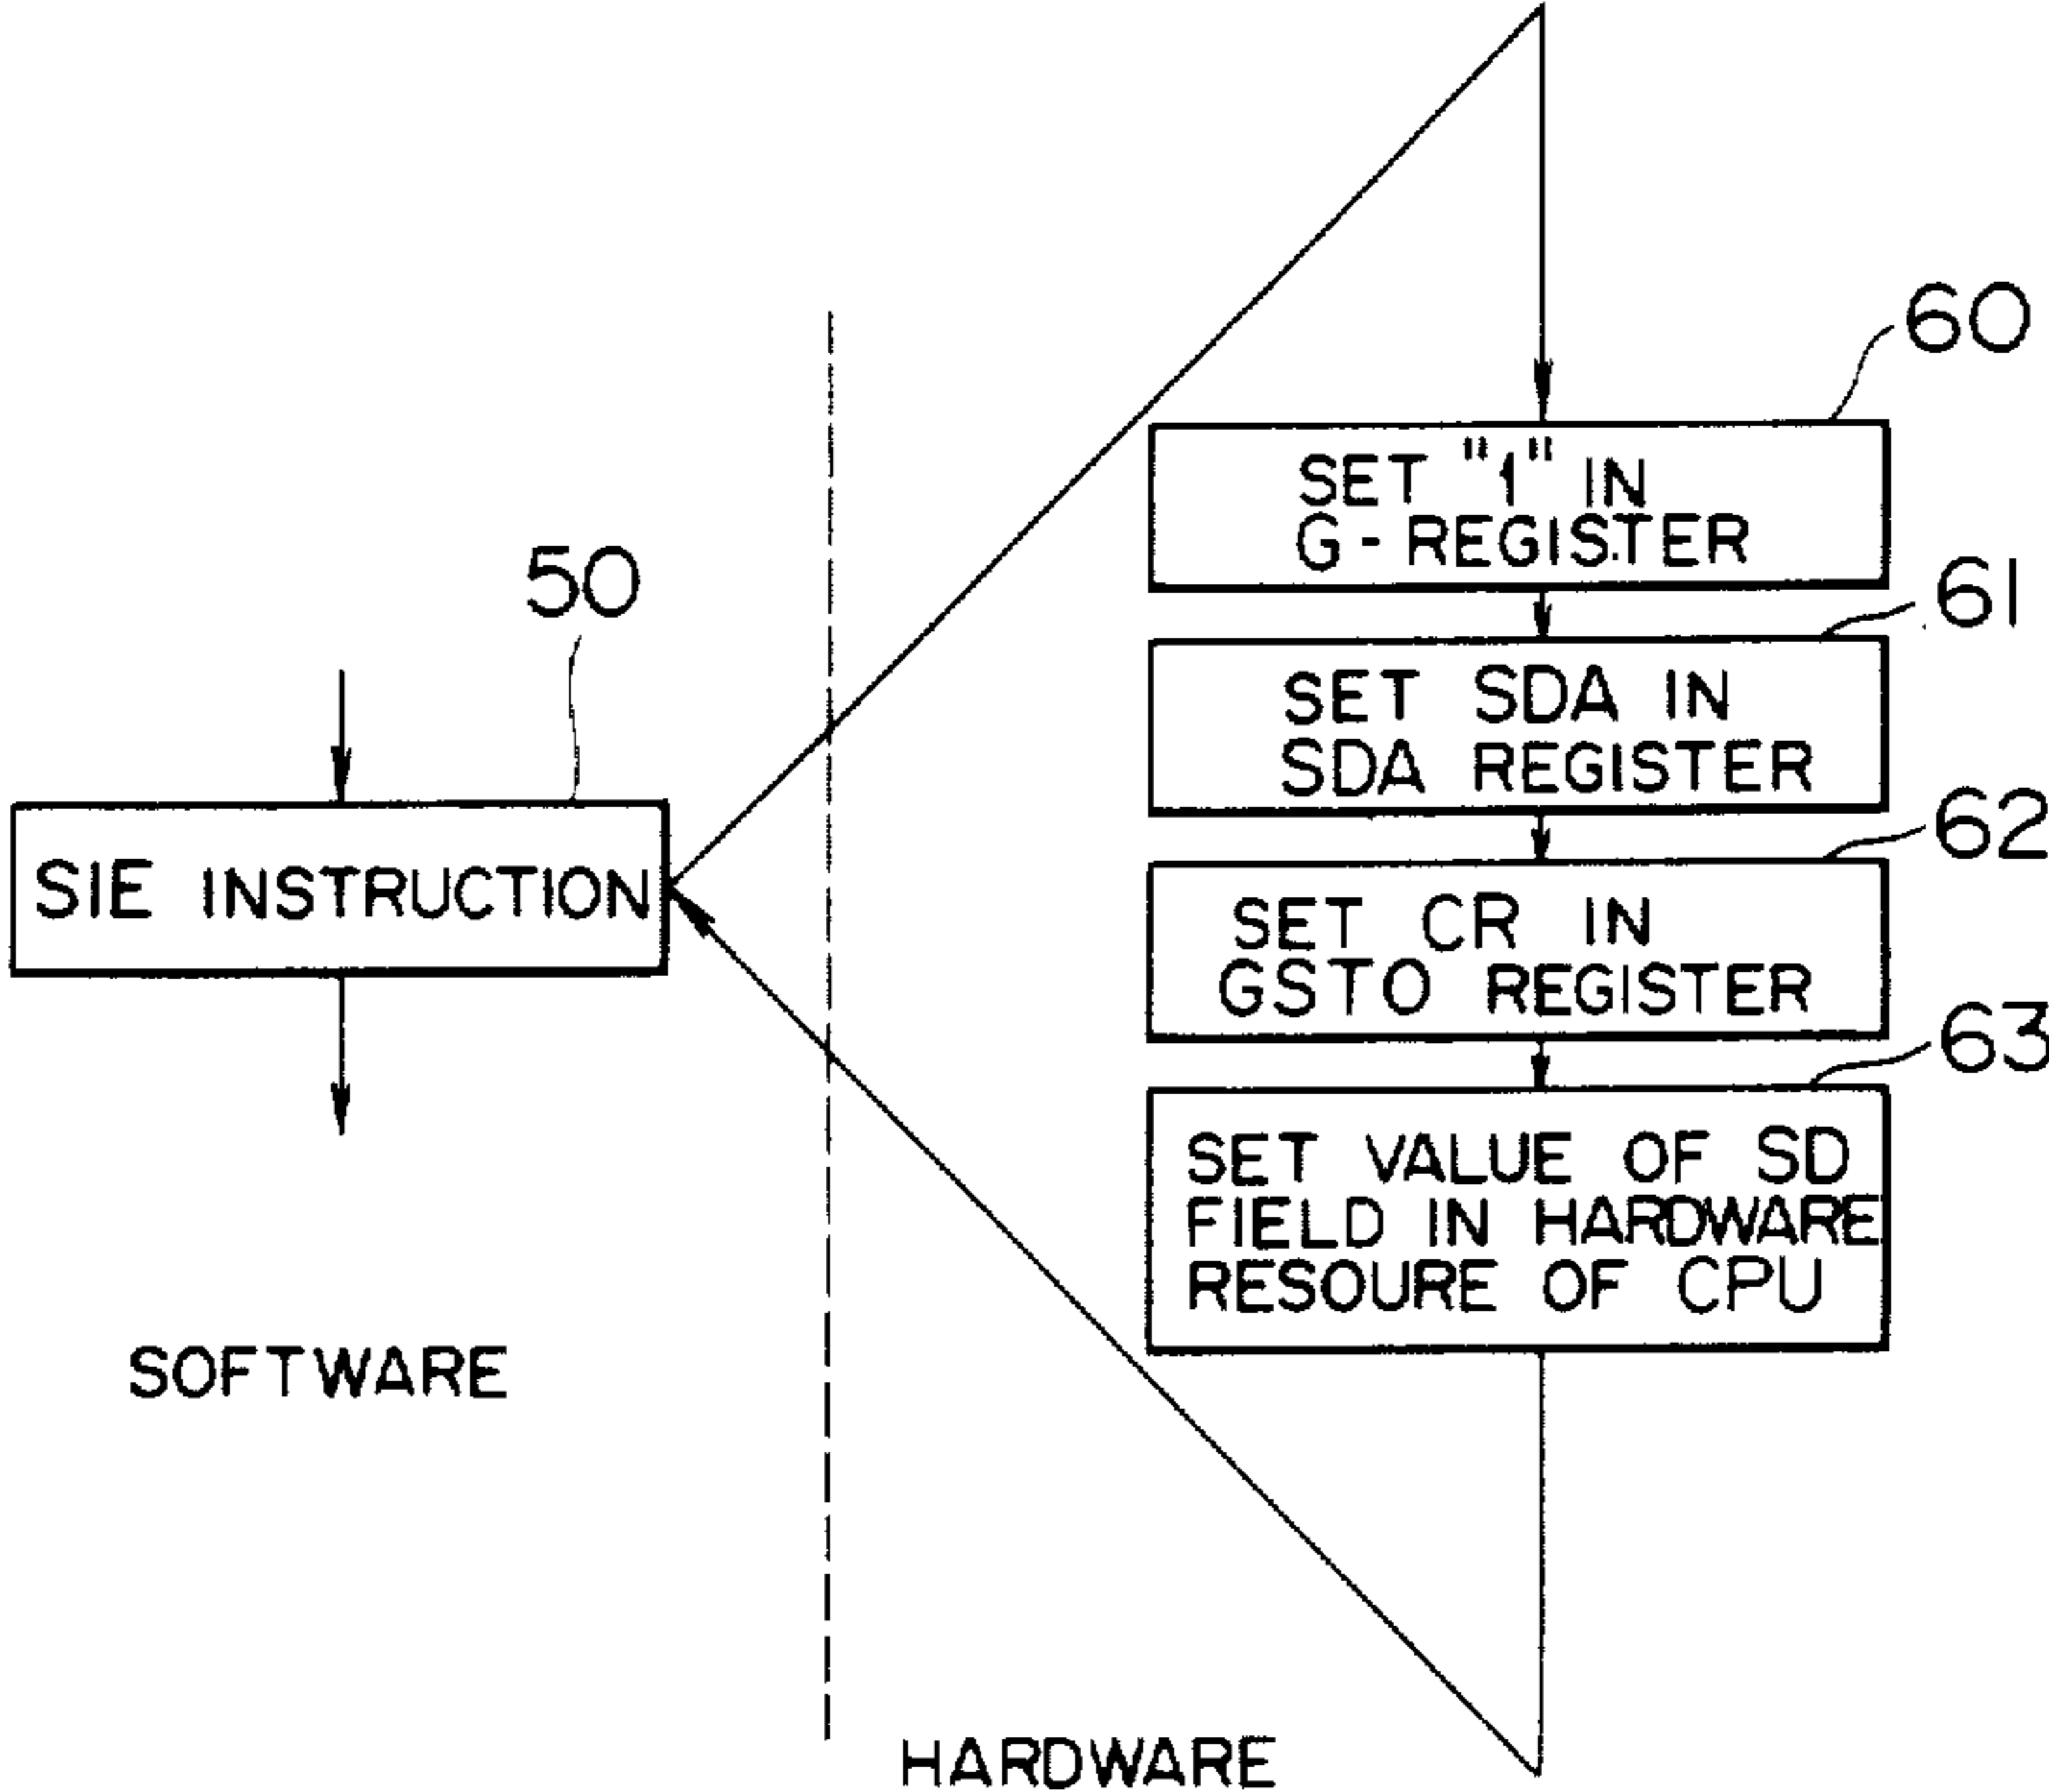 60
SET "1" IN
G-REGISTER
50
61
SET SDA IN
SDA REGISTER
62
SIE INSTRUCTION
SET CR IN
GSTO REGISTER
63
SET VALUE OF SD
FIELD IN HARDWARE
RESOURE OF CPU
SOFTWARE
HARDWARE